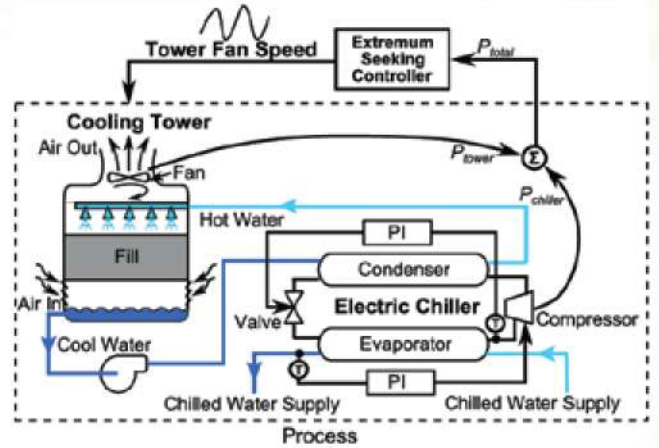 Tower Fan Speed
Extremum
Seeking
Controller
P_total
Cooling Tower
Air Out
Fan
P_tower
Σ
P_chiller
Hot Water
PI
Fill
Condenser
Air In
Electric Chiller
Valve
T
Compressor
Cool Water
Evaporator
T
PI
Chilled Water Supply
Chilled Water Supply
Process